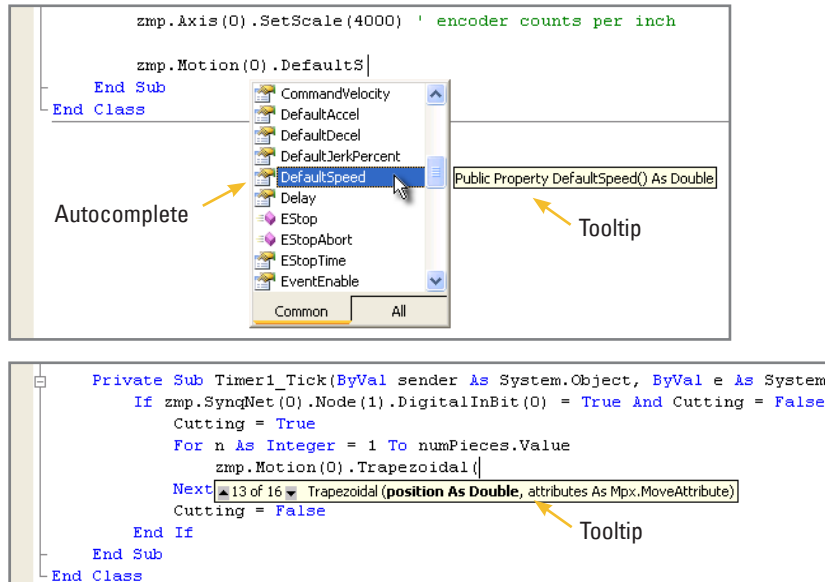 zmp.Axis(0).SetScale(4000) ' encoder counts per inch
zmp.Motion(0).DefaultS
End Sub
End Class
CommandVelocity
DefaultAccel
DefaultDecel
DefaultJerkPercent
DefaultSpeed
Public Property DefaultSpeed() As Double
Delay
EStop
EStopAbort
EStopTime
EventEnable
Common
All
Autocomplete
Tooltip
Private Sub Timer1_Tick(ByVal sender As System.Object, ByVal e As System
If zmp.SynqNet(0).Node(1).DigitalInBit(0) = True And Cutting = False
Cutting = True
For n As Integer = 1 To numPieces.Value
zmp.Motion(0).Trapezoidal(
Next
13 of 16 Trapezoidal (position As Double, attributes As Mpx.MoveAttribute)
Cutting = False
Tooltip
End If
End Sub
End Class